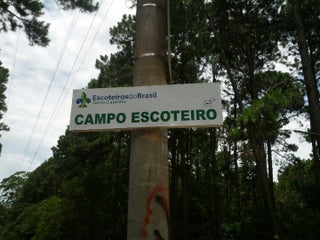 EscoteirosdoBrasil
Santa Catarina
CAMPO ESCOTEIRO